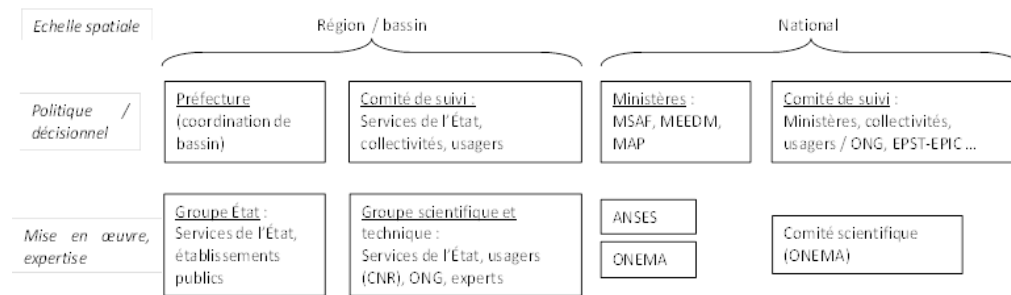 Echelle spatiale
Région / bassin
National
Politique /
décisionnel
Préfecture
(coordination de
bassin)
Comité de suivi :
Services de l'État,
collectivités, usagers
Ministères :
MSAF, MEEDM,
MAP
Comité de suivi :
Ministères, collectivités,
usagers / ONG, EPST-EPIC ...
Mise en œuvre,
expertise
Groupe État :
Services de l'État,
établissements
publics
Groupe scientifique et
technique :
Services de l'État, usagers
(CNR), ONG, experts
ANSES
ONEMA
Comité scientifique
(ONEMA)